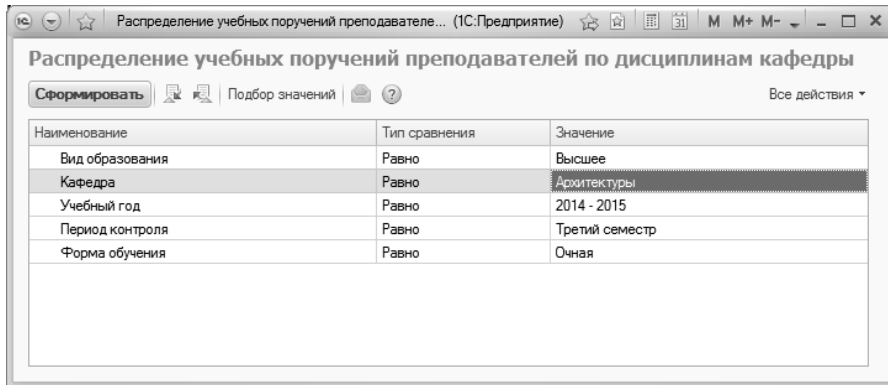 Распределение учебных поручений преподавателе... (1С:Предприятие) 31 M M+ M-
Распределение учебных поручений преподавателей по дисциплинам кафедры
Сформировать Подбор значений ? Все действия
Наименование Тип сравнения Значение
Вид образования Равно Высшее
Кафедра Равно Архитектуры
Учебный год Равно 2014 - 2015
Период контроля Равно Третий семестр
Форма обучения Равно Очная